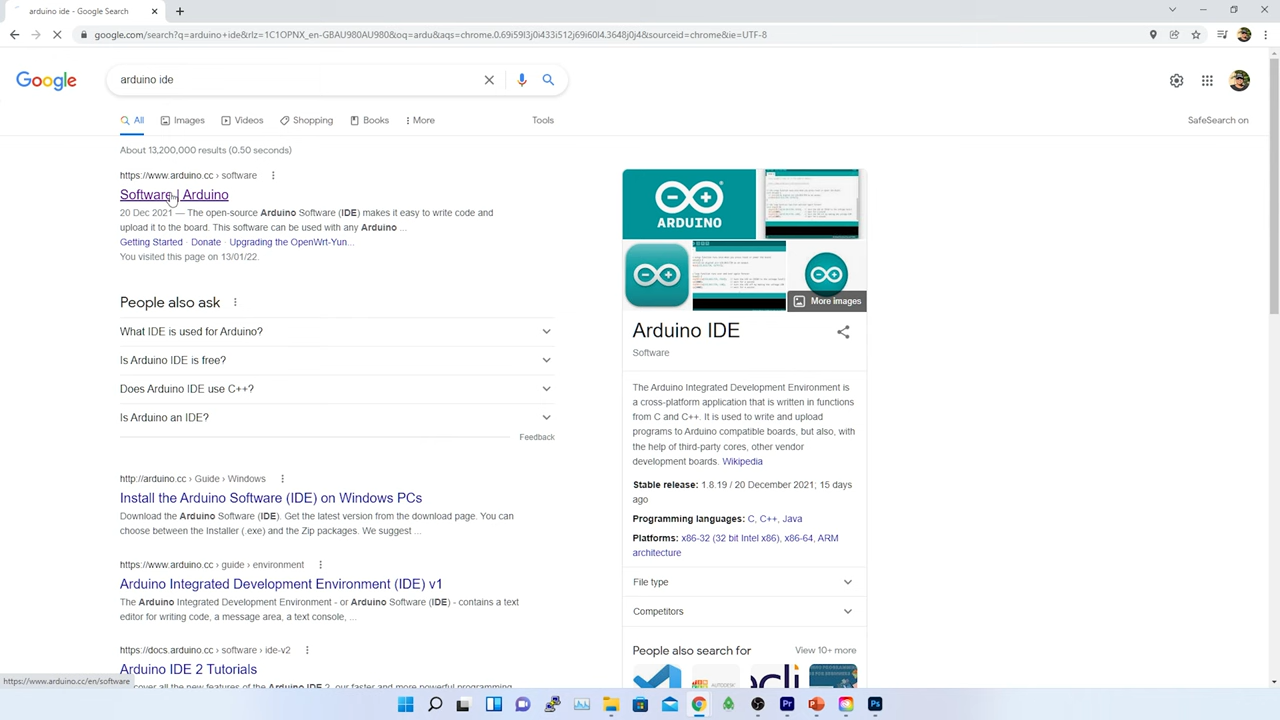 arduino ide - Google Search
google.com/search?q=arduino+ide&rlz=1C1OPNX_en-GBAU980AU980&oq=ardu&aqs=chrome.0.69i59l3j0i433i512j69i60l4.3648j0j4&sourceid=chrome&ie=UTF-8
Google
arduino ide
All Images Videos Shopping Books More Tools
SafeSearch on
About 13,200,000 results (0.50 seconds)
https://www.arduino.cc › software
Software | Arduino
2021 — The open-source Arduino Software (IDE) makes it easy to write code and
upload it to the board. This software can be used with any Arduino ...
Getting Started · Donate · Upgrading the OpenWrt-Yun...
You visited this page on 13/01/22.
People also ask
What IDE is used for Arduino?
Is Arduino IDE is free?
Does Arduino IDE use C++?
Is Arduino an IDE?
Feedback
http://arduino.cc › Guide › Windows
Install the Arduino Software (IDE) on Windows PCs
Download the Arduino Software (IDE). Get the latest version from the download page. You can
choose between the Installer (.exe) and the Zip packages. We suggest ...
https://www.arduino.cc › guide › environment
Arduino Integrated Development Environment (IDE) v1
The Arduino Integrated Development Environment - or Arduino Software (IDE) - contains a text
editor for writing code, a message area, a text console, ...
https://docs.arduino.cc › software › ide-v2
Arduino IDE 2 Tutorials
all the new features of the Arduino IDE 2, our faster and more powerful programming
https://www.arduino.cc/en/software
ARDUINO
More images
Arduino IDE
Software
The Arduino Integrated Development Environment is
a cross-platform application that is written in functions
from C and C++. It is used to write and upload
programs to Arduino compatible boards, but also, with
the help of third-party cores, other vendor
development boards. Wikipedia
Stable release: 1.8.19 / 20 December 2021; 15 days
ago
Programming languages: C, C++, Java
Platforms: x86-32 (32 bit Intel x86), x86-64, ARM
architecture
File type
Competitors
People also search for View 10+ more